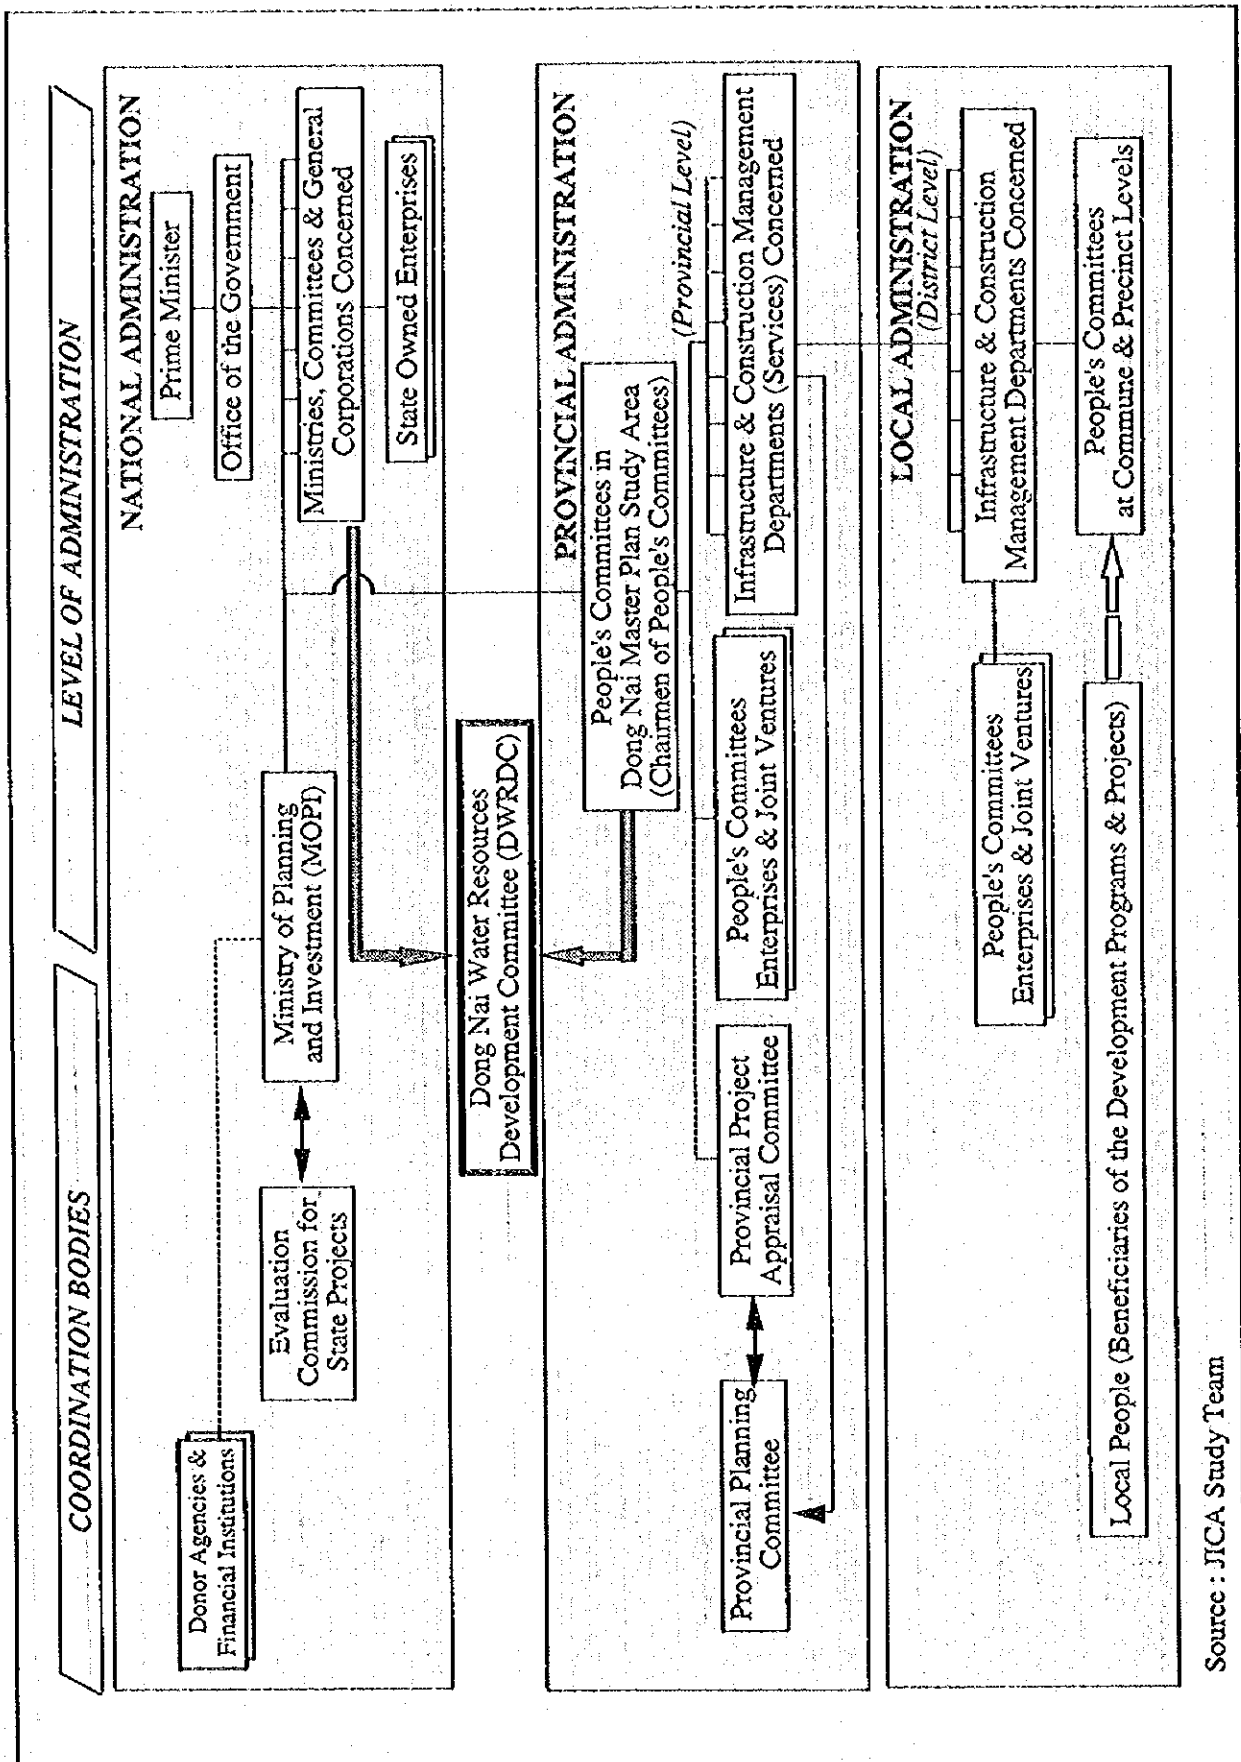 COORDINATION BODIES
LEVEL OF ADMINISTRATION
NATIONAL ADMINISTRATION
Prime Minister
Office of the Government
Ministries, Committees & General
Corporations Concerned
State Owned Enterprises
Donor Agencies &
Financial Institutions
Ministry of Planning
and Investment (MOPI)
Evaluation
Commission for
State Projects
Dong Nai Water Resources
Development Committee (DWRDC)
PROVINCIAL ADMINISTRATION
People's Committees in
Dong Nai Master Plan Study Area
(Chairmen of People's Committees)
(Provincial Level)
Provincial Planning
Committee
Provincial Project
Appraisal Committee
People's Committees
Enterprises & Joint Ventures
Infrastructure & Construction Management
Departments (Services) Concerned
LOCAL ADMINISTRATION
(District Level)
People's Committees
Enterprises & Joint Ventures
Infrastructure & Construction
Management Departments Concerned
Local People (Beneficiaries of the Development Programs & Projects)
People's Committees
at Commune & Precinct Levels
Source : JICA Study Team